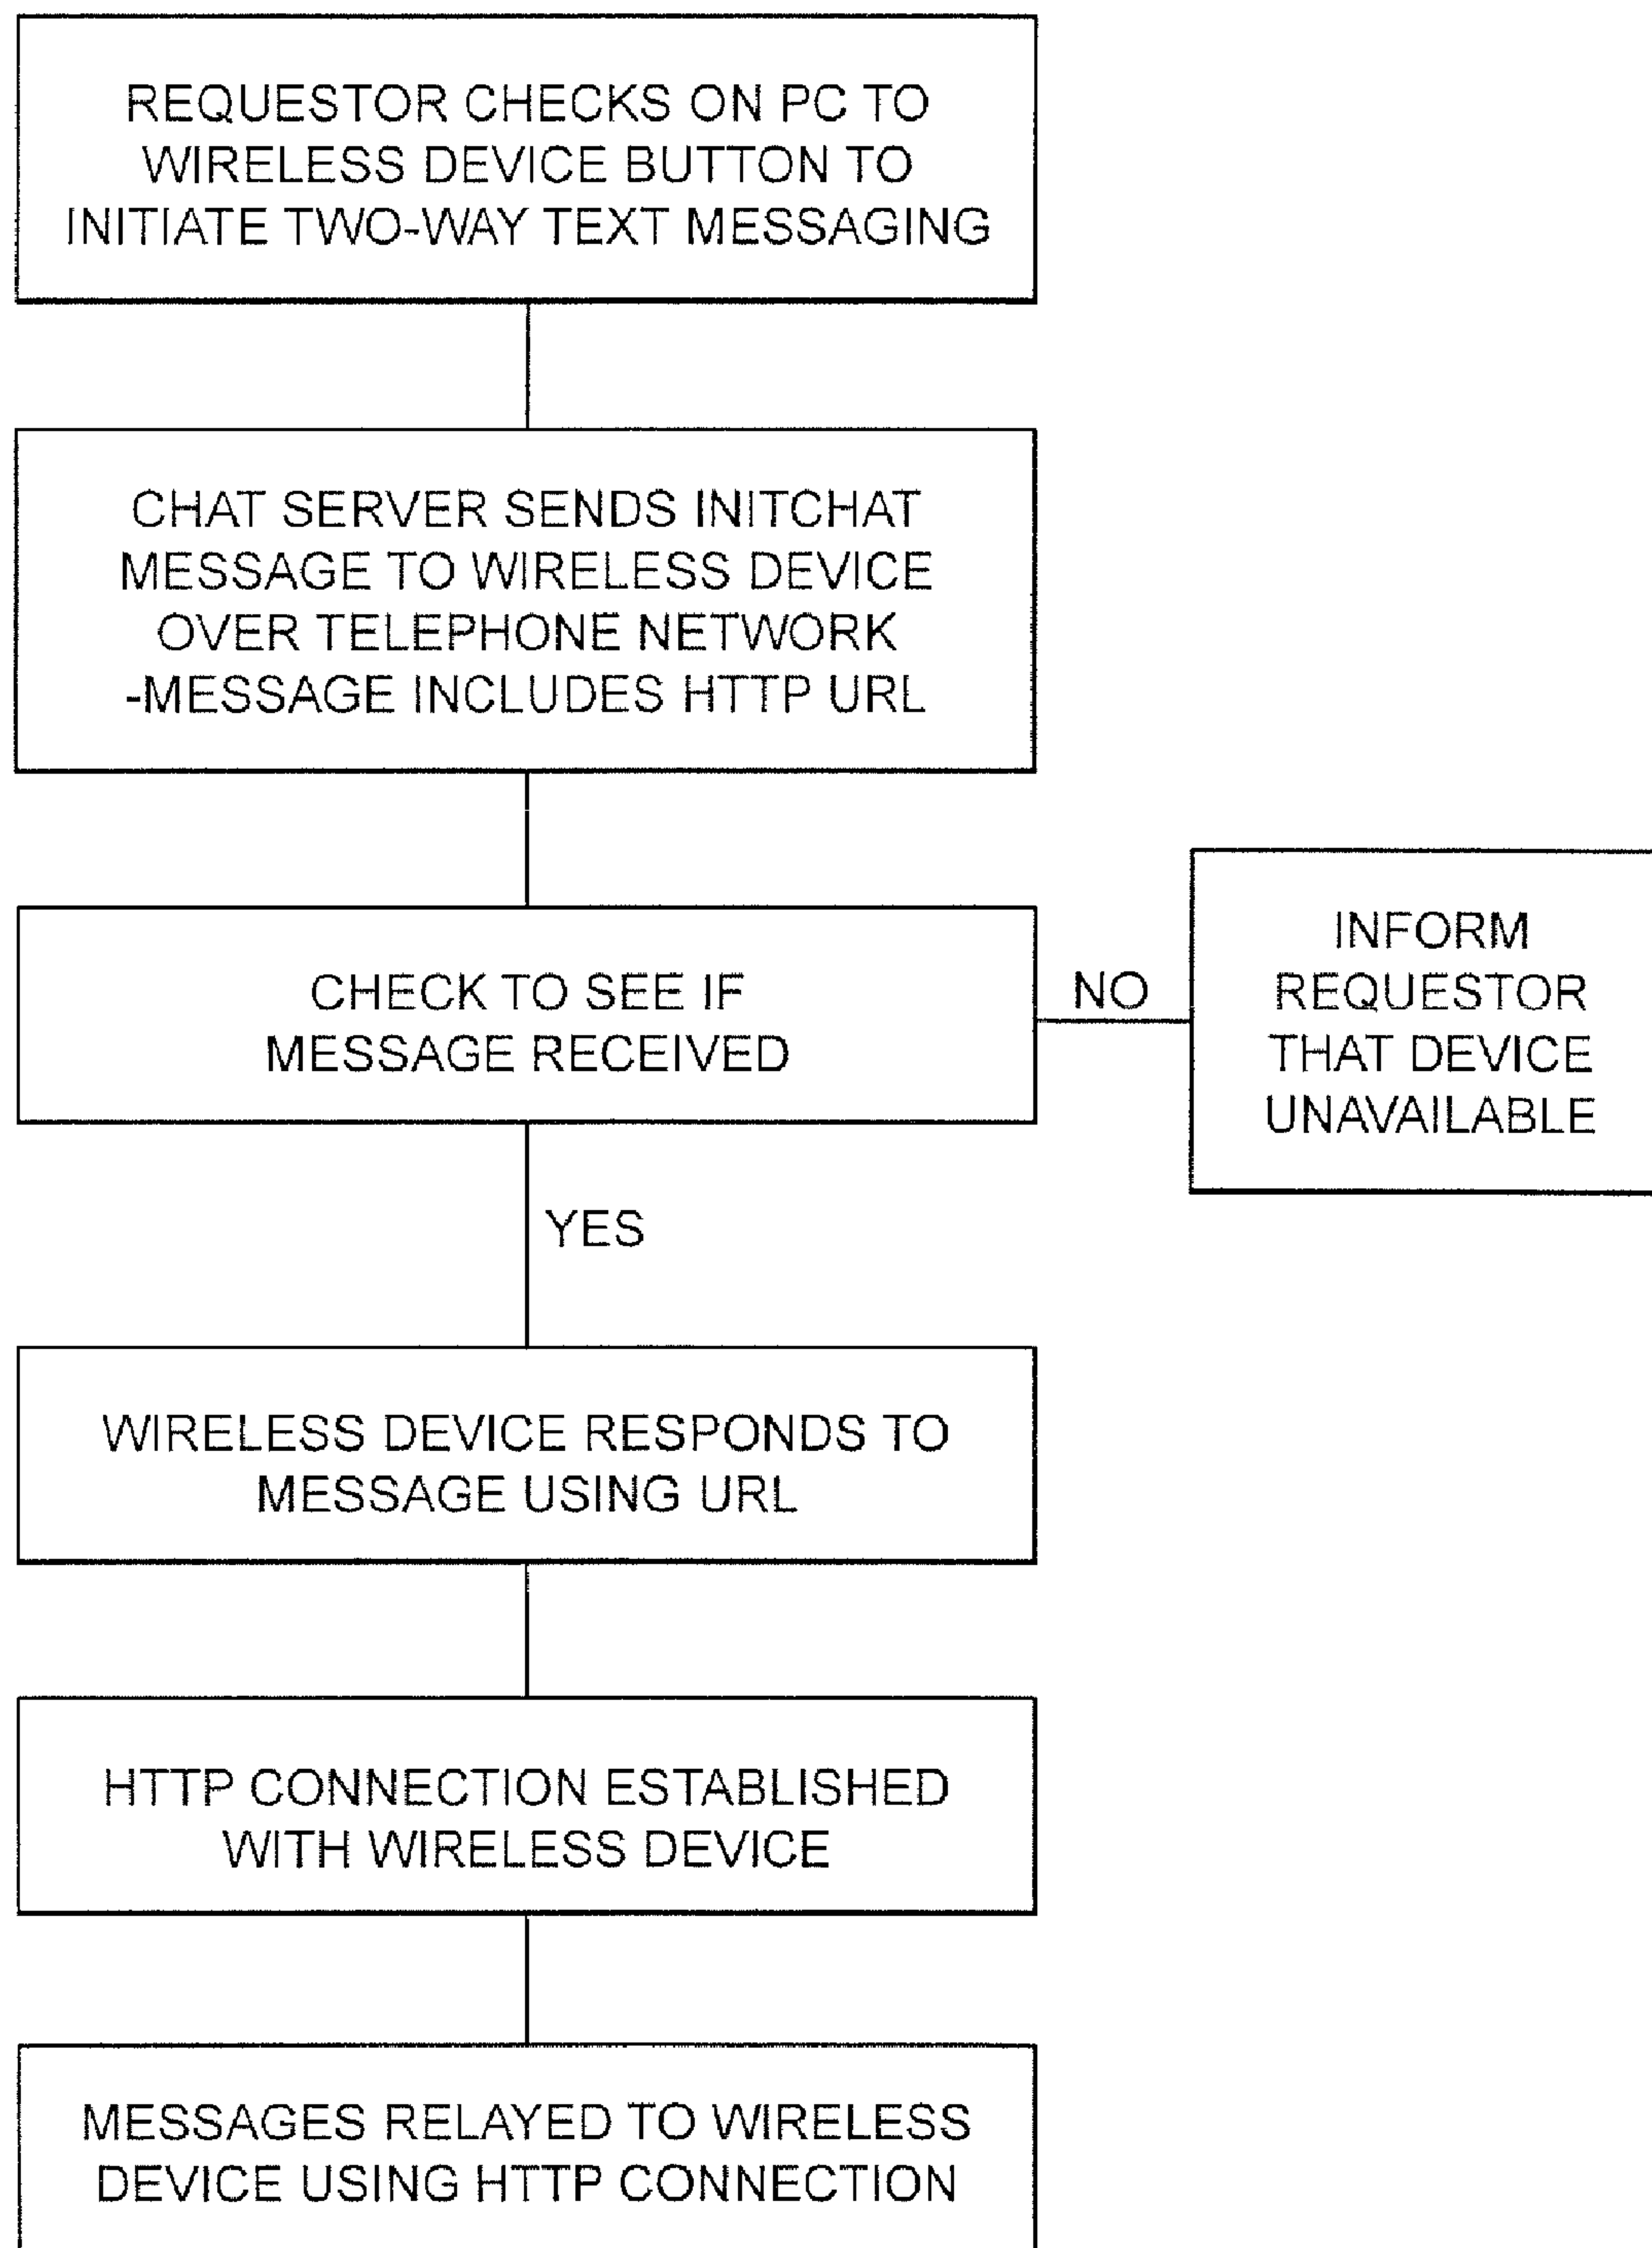 REQUESTOR CHECKS ON PC TO
WIRELESS DEVICE BUTTON TO
INITIATE TWO-WAY TEXT MESSAGING
CHAT SERVER SENDS INITCHAT
MESSAGE TO WIRELESS DEVICE
OVER TELEPHONE NETWORK
-MESSAGE INCLUDES HTTP URL
CHECK TO SEE IF
MESSAGE RECEIVED
NO
INFORM
REQUESTOR
THAT DEVICE
UNAVAILABLE
YES
WIRELESS DEVICE RESPONDS TO
MESSAGE USING URL
HTTP CONNECTION ESTABLISHED
WITH WIRELESS DEVICE
MESSAGES RELAYED TO WIRELESS
DEVICE USING HTTP CONNECTION